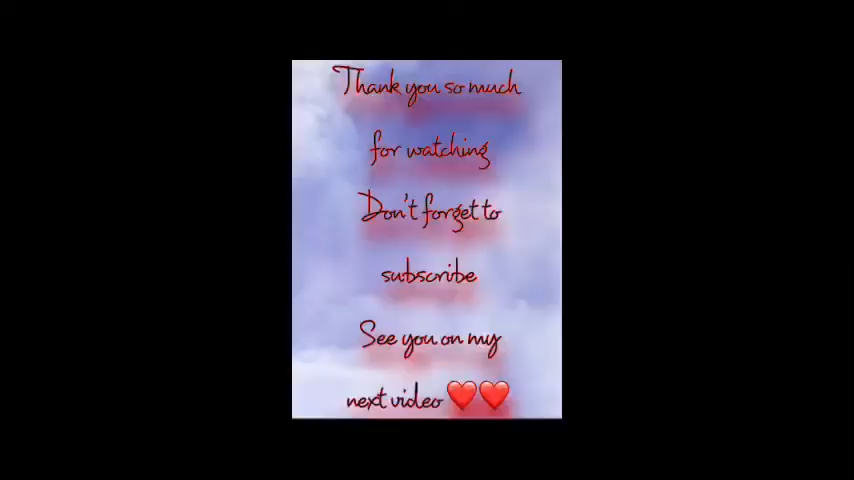 Thank you so much
for watching
Don't forget to
subscribe
See you on my
next video ❤️❤️